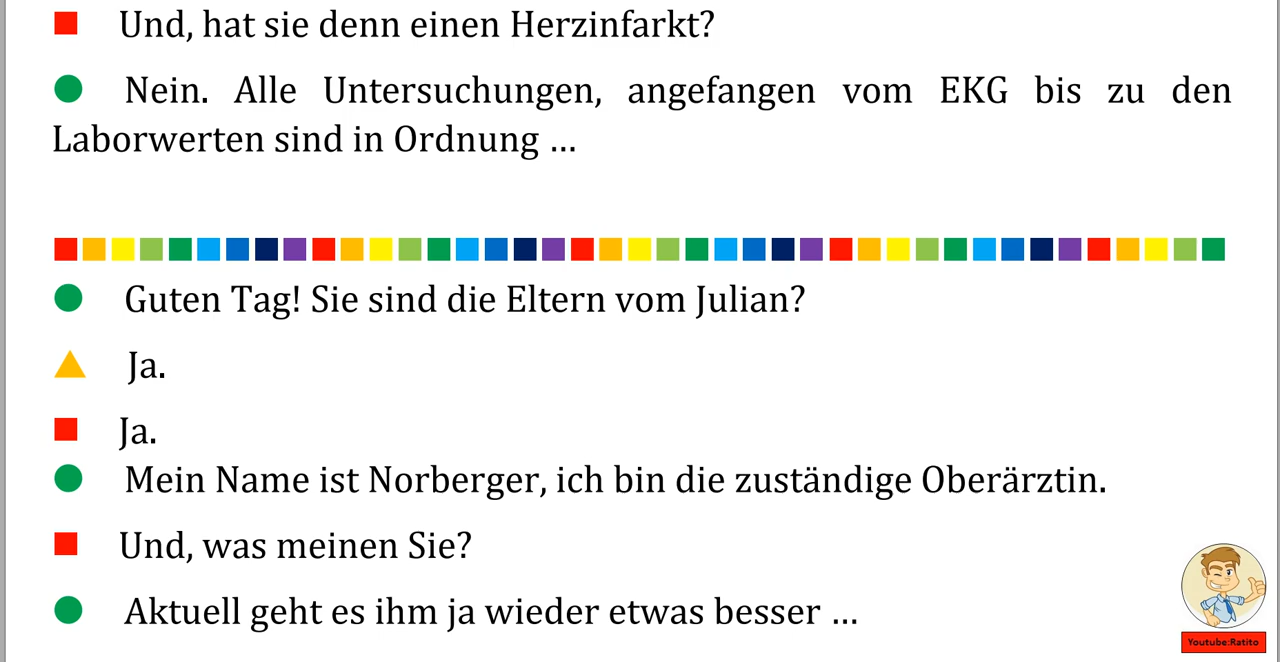 Und, hat sie denn einen Herzinfarkt?
Nein. Alle Untersuchungen, angefangen vom EKG bis zu den
Laborwerten sind in Ordnung ...
Guten Tag! Sie sind die Eltern vom Julian?
Ja.
Ja.
Mein Name ist Norberger, ich bin die zuständige Oberärztin.
Und, was meinen Sie?
Aktuell geht es ihm ja wieder etwas besser ...
Youtube:Ratito